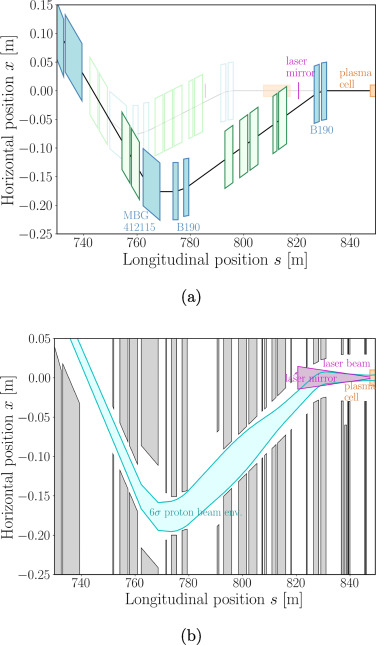 0.15
0.10
0.05
0.00
−0.05
−0.10
−0.15
−0.20
−0.25
Horizontal position x [m]
laser
mirror
plasma
cell
B190
MBG
412115
B190
740
760
780
800
820
840
Longitudinal position s [m]
(a)
0.05
0.00
−0.05
−0.10
−0.15
−0.20
−0.25
Horizontal position x [m]
laser beam
laser mirror
plasma
cell
6σ proton beam env.
740
760
780
800
820
840
Longitudinal position s [m]
(b)